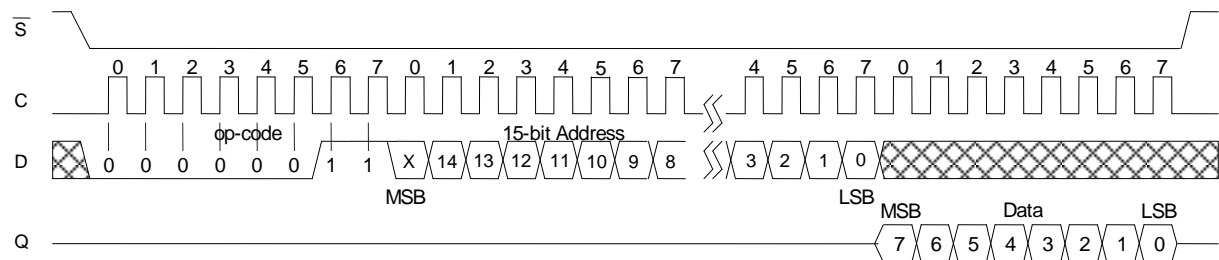 S
0 1 2 3 4 5 6 7 0 1 2 3 4 5 6 7 4 5 6 7 0 1 2 3 4 5 6 7
C
op-code 15-bit Address
D 0 0 0 0 0 0 1 1 X 14 13 12 11 10 9 8 3 2 1 0
MSB LSB MSB Data LSB
Q 7 6 5 4 3 2 1 0